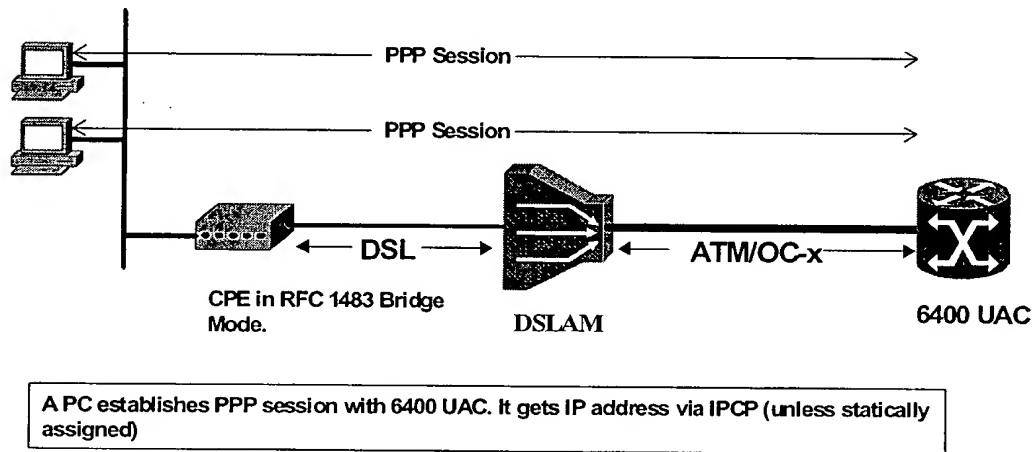 PPP Session
PPP Session
DSL
ATM/OC-x
CPE in RFC 1483 Bridge
Mode.
DSLAM
6400 UAC
A PC establishes PPP session with 6400 UAC. It gets IP address via IPCP (unless statically
assigned)